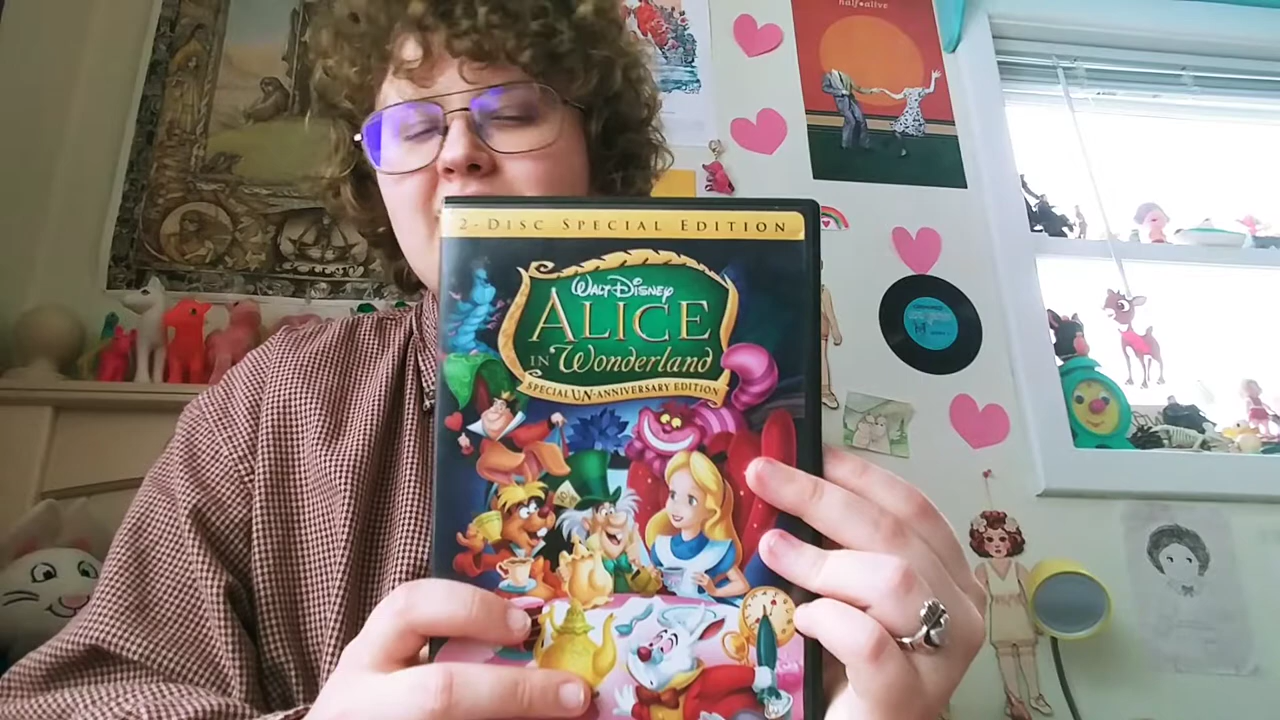 half•alive
2-DISC SPECIAL EDITION
WALT DISNEY
ALICE
IN Wonderland
SPECIAL UN-ANNIVERSARY EDITION